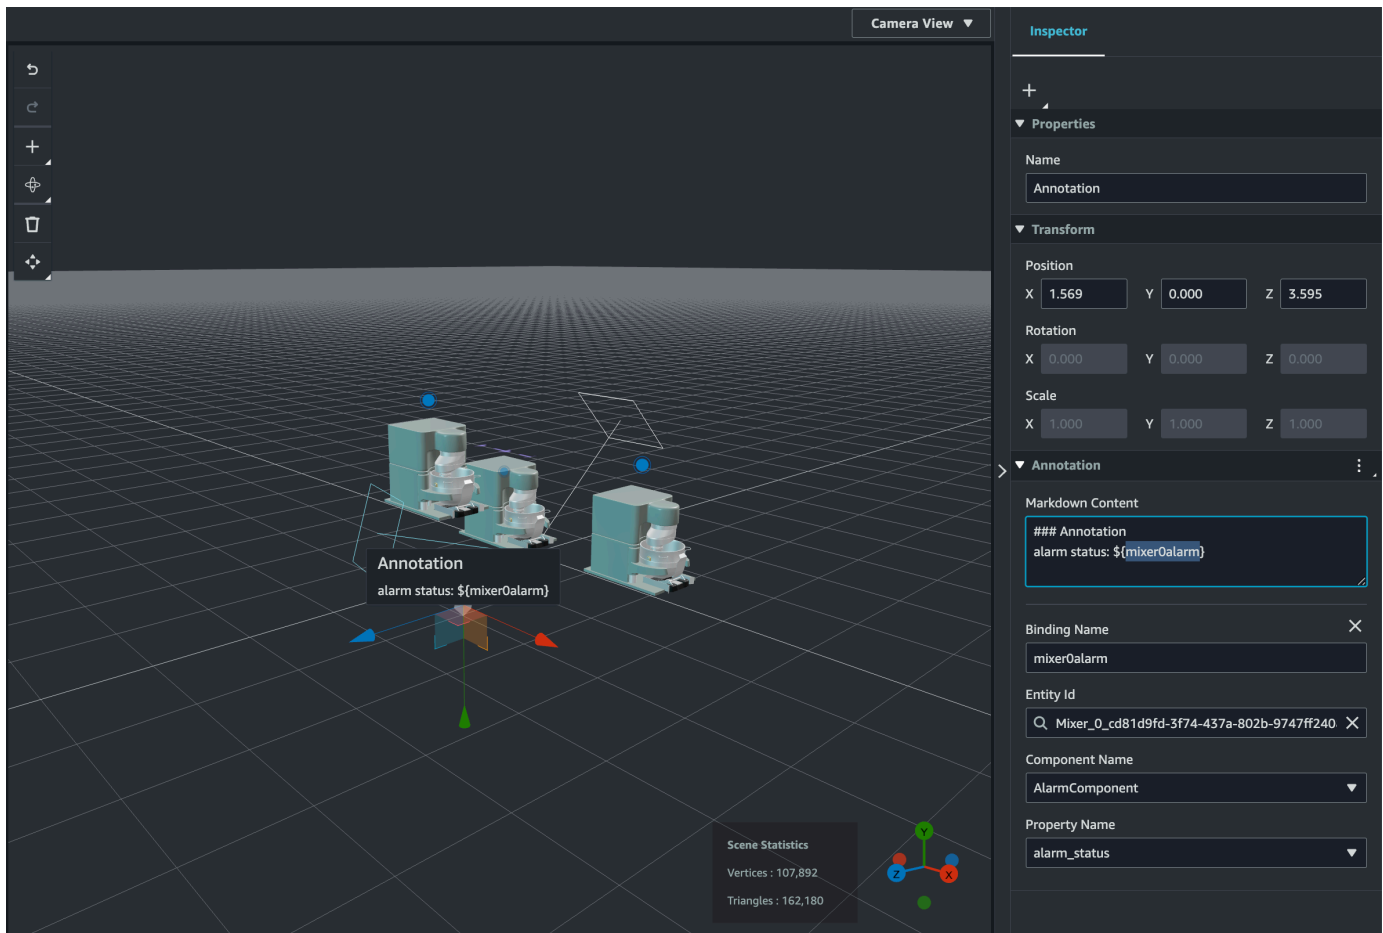 Camera View
Inspector
Properties
Name
Annotation
Transform
Position
X 1.569 Y 0.000 Z 3.595
Rotation
X 0.000 Y 0.000 Z 0.000
Scale
X 1.000 Y 1.000 Z 1.000
Annotation
Markdown Content
### Annotation
alarm status: ${mixer0alarm}
Binding Name
mixer0alarm
Entity Id
Mixer_0_cd81d9fd-3f74-437a-802b-9747ff240
Component Name
AlarmComponent
Property Name
alarm_status
Annotation
alarm status: ${mixer0alarm}
Scene Statistics
Vertices : 107,892
Triangles : 162,180
Y
Z
X